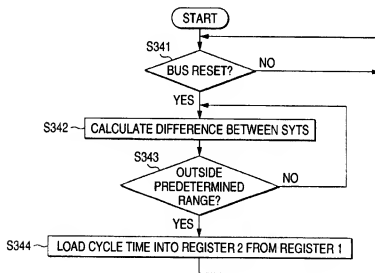 START
S341
BUS RESET?
NO
YES
S342
CALCULATE DIFFERENCE BETWEEN SYTS
S343
OUTSIDE
PREDETERMINED
RANGE?
NO
YES
S344
LOAD CYCLE TIME INTO REGISTER 2 FROM REGISTER 1